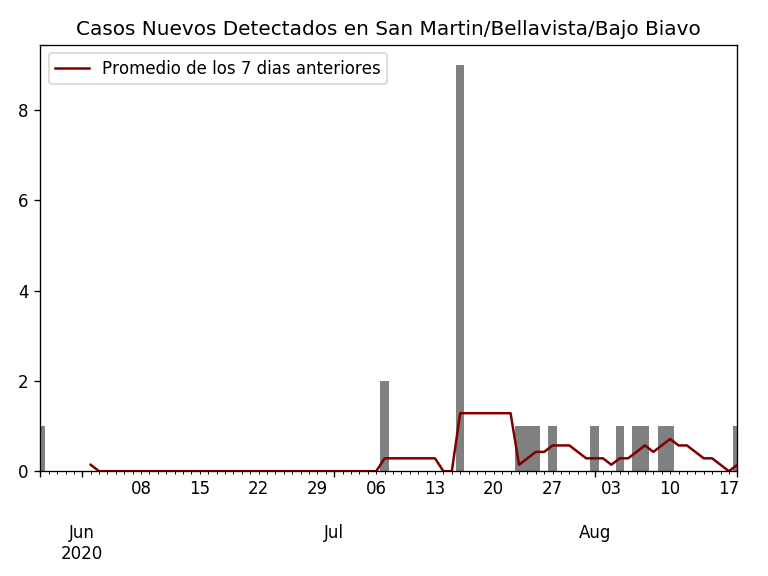 Casos Nuevos Detectados en San Martin/Bellavista/Bajo Biavo
Promedio de los 7 dias anteriores
8
6
4
2
0
08 15 22 29 06 13 20 27 03 10 17
Jun Jul Aug
2020